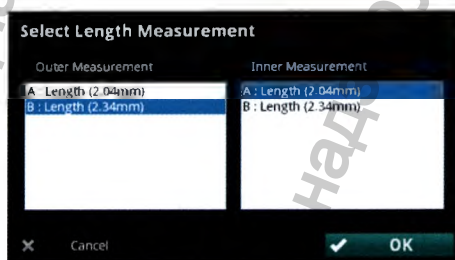 Select Length Measurement
Outer Measurement
A : Length (2.04mm)
B : Length (2.34mm)
Inner Measurement
A : Length (2.04mm)
B : Length (2.34mm)
Cancel
OK